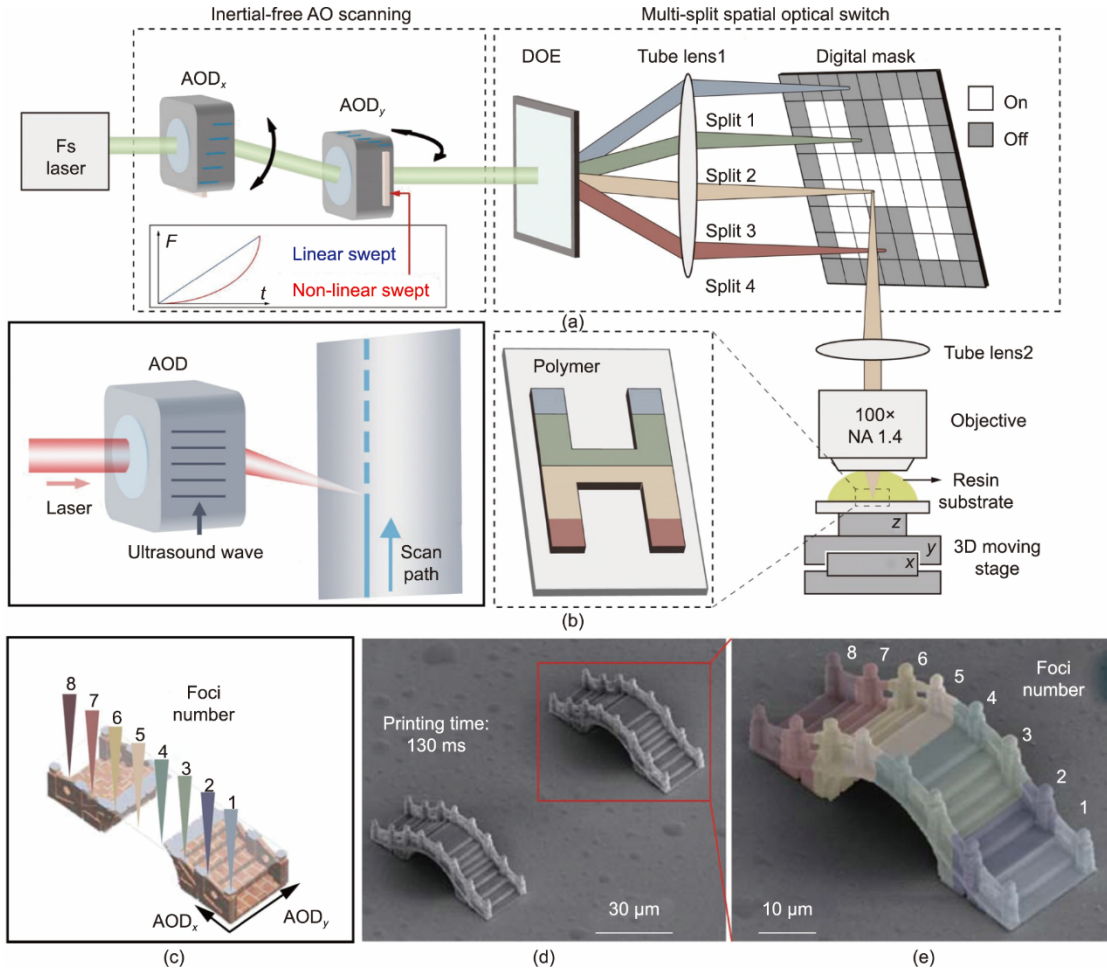 Inertial-free AO scanning
Multi-split spatial optical switch
Fs
laser
AODx
AODy
F
t
Linear swept
Non-linear swept
DOE
Tube lens1
Digital mask
Split 1
Split 2
Split 3
Split 4
On
Off
(a)
AOD
Laser
Ultrasound wave
Scan
path
Polymer
Tube lens2
100×
NA 1.4
Objective
Resin
substrate
z
y
x
3D moving
stage
(b)
8
7
6
5
4
3
2
1
Foci
number
AODx
AODy
(c)
Printing time:
130 ms
30 μm
(d)
8
7
6
5
4
3
2
1
Foci
number
10 μm
(e)